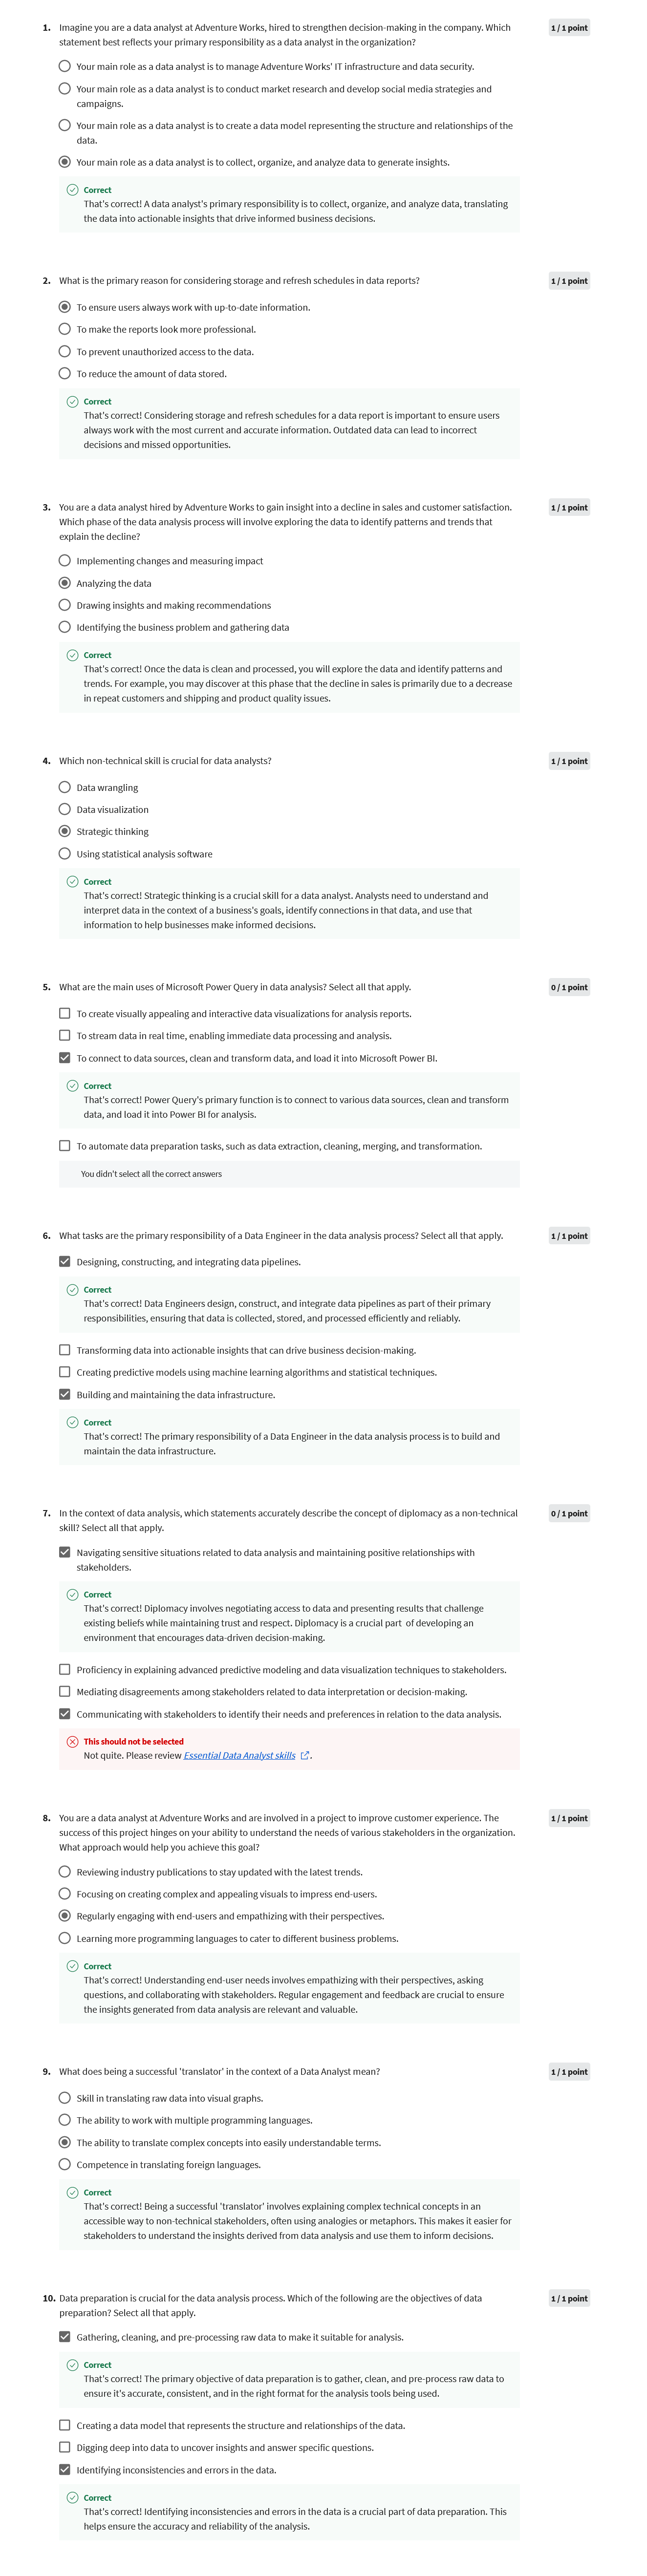 1. Imagine you are a data analyst at Adventure Works, hired to strengthen decision-making in the company. Which
statement best reflects your primary responsibility as a data analyst in the organization?
1 / 1 point
Your main role as a data analyst is to manage Adventure Works' IT infrastructure and data security.
Your main role as a data analyst is to conduct market research and develop social media strategies and
campaigns.
Your main role as a data analyst is to create a data model representing the structure and relationships of the
data.
Your main role as a data analyst is to collect, organize, and analyze data to generate insights.
Correct
That's correct! A data analyst's primary responsibility is to collect, organize, and analyze data, translating
the data into actionable insights that drive informed business decisions.
2. What is the primary reason for considering storage and refresh schedules in data reports?
1 / 1 point
To ensure users always work with up-to-date information.
To make the reports look more professional.
To prevent unauthorized access to the data.
To reduce the amount of data stored.
Correct
That's correct! Considering storage and refresh schedules for a data report is important to ensure users
always work with the most current and accurate information. Outdated data can lead to incorrect
decisions and missed opportunities.
3. You are a data analyst hired by Adventure Works to gain insight into a decline in sales and customer satisfaction.
Which phase of the data analysis process will involve exploring the data to identify patterns and trends that
explain the decline?
1 / 1 point
Implementing changes and measuring impact
Analyzing the data
Drawing insights and making recommendations
Identifying the business problem and gathering data
Correct
That's correct! Once the data is clean and processed, you will explore the data and identify patterns and
trends. For example, you may discover at this phase that the decline in sales is primarily due to a decrease
in repeat customers and shipping and product quality issues.
4. Which non-technical skill is crucial for data analysts?
1 / 1 point
Data wrangling
Data visualization
Strategic thinking
Using statistical analysis software
Correct
That's correct! Strategic thinking is a crucial skill for a data analyst. Analysts need to understand and
interpret data in the context of a business's goals, identify connections in that data, and use that
information to help businesses make informed decisions.
5. What are the main uses of Microsoft Power Query in data analysis? Select all that apply.
0 / 1 point
To create visually appealing and interactive data visualizations for analysis reports.
To stream data in real time, enabling immediate data processing and analysis.
To connect to data sources, clean and transform data, and load it into Microsoft Power BI.
Correct
That's correct! Power Query's primary function is to connect to various data sources, clean and transform
data, and load it into Power BI for analysis.
To automate data preparation tasks, such as data extraction, cleaning, merging, and transformation.
You didn't select all the correct answers
6. What tasks are the primary responsibility of a Data Engineer in the data analysis process? Select all that apply.
1 / 1 point
Designing, constructing, and integrating data pipelines.
Correct
That's correct! Data Engineers design, construct, and integrate data pipelines as part of their primary
responsibilities, ensuring that data is collected, stored, and processed efficiently and reliably.
Transforming data into actionable insights that can drive business decision-making.
Creating predictive models using machine learning algorithms and statistical techniques.
Building and maintaining the data infrastructure.
Correct
That's correct! The primary responsibility of a Data Engineer in the data analysis process is to build and
maintain the data infrastructure.
7. In the context of data analysis, which statements accurately describe the concept of diplomacy as a non-technical
skill? Select all that apply.
0 / 1 point
Navigating sensitive situations related to data analysis and maintaining positive relationships with
stakeholders.
Correct
That's correct! Diplomacy involves negotiating access to data and presenting results that challenge
existing beliefs while maintaining trust and respect. Diplomacy is a crucial part of developing an
environment that encourages data-driven decision-making.
Proficiency in explaining advanced predictive modeling and data visualization techniques to stakeholders.
Mediating disagreements among stakeholders related to data interpretation or decision-making.
Communicating with stakeholders to identify their needs and preferences in relation to the data analysis.
This should not be selected
Not quite. Please review Essential Data Analyst skills.
8. You are a data analyst at Adventure Works and are involved in a project to improve customer experience. The
success of this project hinges on your ability to understand the needs of various stakeholders in the organization.
What approach would help you achieve this goal?
1 / 1 point
Reviewing industry publications to stay updated with the latest trends.
Focusing on creating complex and appealing visuals to impress end-users.
Regularly engaging with end-users and empathizing with their perspectives.
Learning more programming languages to cater to different business problems.
Correct
That's correct! Understanding end-user needs involves empathizing with their perspectives, asking
questions, and collaborating with stakeholders. Regular engagement and feedback are crucial to ensure
the insights generated from data analysis are relevant and valuable.
9. What does being a successful 'translator' in the context of a Data Analyst mean?
1 / 1 point
Skill in translating raw data into visual graphs.
The ability to work with multiple programming languages.
The ability to translate complex concepts into easily understandable terms.
Competence in translating foreign languages.
Correct
That's correct! Being a successful 'translator' involves explaining complex technical concepts in an
accessible way to non-technical stakeholders, often using analogies or metaphors. This makes it easier for
stakeholders to understand the insights derived from data analysis and use them to inform decisions.
10. Data preparation is crucial for the data analysis process. Which of the following are the objectives of data
preparation? Select all that apply.
1 / 1 point
Gathering, cleaning, and pre-processing raw data to make it suitable for analysis.
Correct
That's correct! The primary objective of data preparation is to gather, clean, and pre-process raw data to
ensure it's accurate, consistent, and in the right format for the analysis tools being used.
Creating a data model that represents the structure and relationships of the data.
Digging deep into data to uncover insights and answer specific questions.
Identifying inconsistencies and errors in the data.
Correct
That's correct! Identifying inconsistencies and errors in the data is a crucial part of data preparation. This
helps ensure the accuracy and reliability of the analysis.